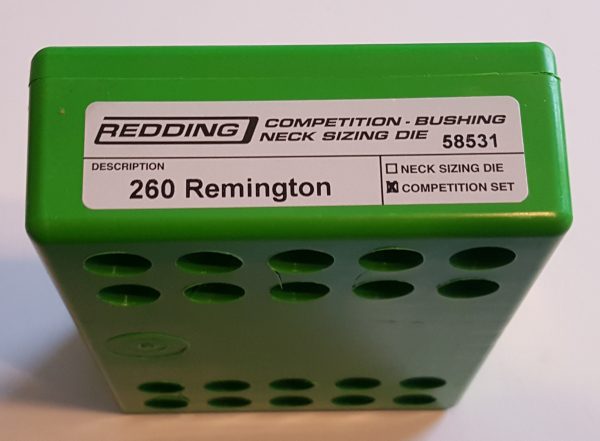 REDDING COMPETITION - BUSHING
NECK SIZING DIE 58531
DESCRIPTION
260 Remington
NECK SIZING DIE
COMPETITION SET